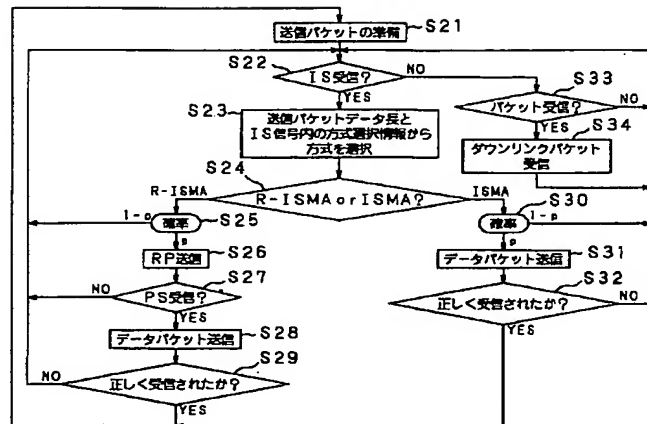 送信パケットの準備 S21
S22 IS受信? NO
YES
S33 パケット受信? NO
YES
S23 送信パケットデータ長と
IS信号内の方式選択情報から
方式を選択
S34 ダウンリンクパケット
受信
S24
R-ISMA R-ISMAorISMA? ISMA
1-p 確率 S25
p
RP送信 S26
NO PS受信? S27
YES
データパケット送信 S28
NO 正しく受信されたか? S29
YES
確率 1-p S30
p
データパケット送信 S31
正しく受信されたか? NO S32
YES